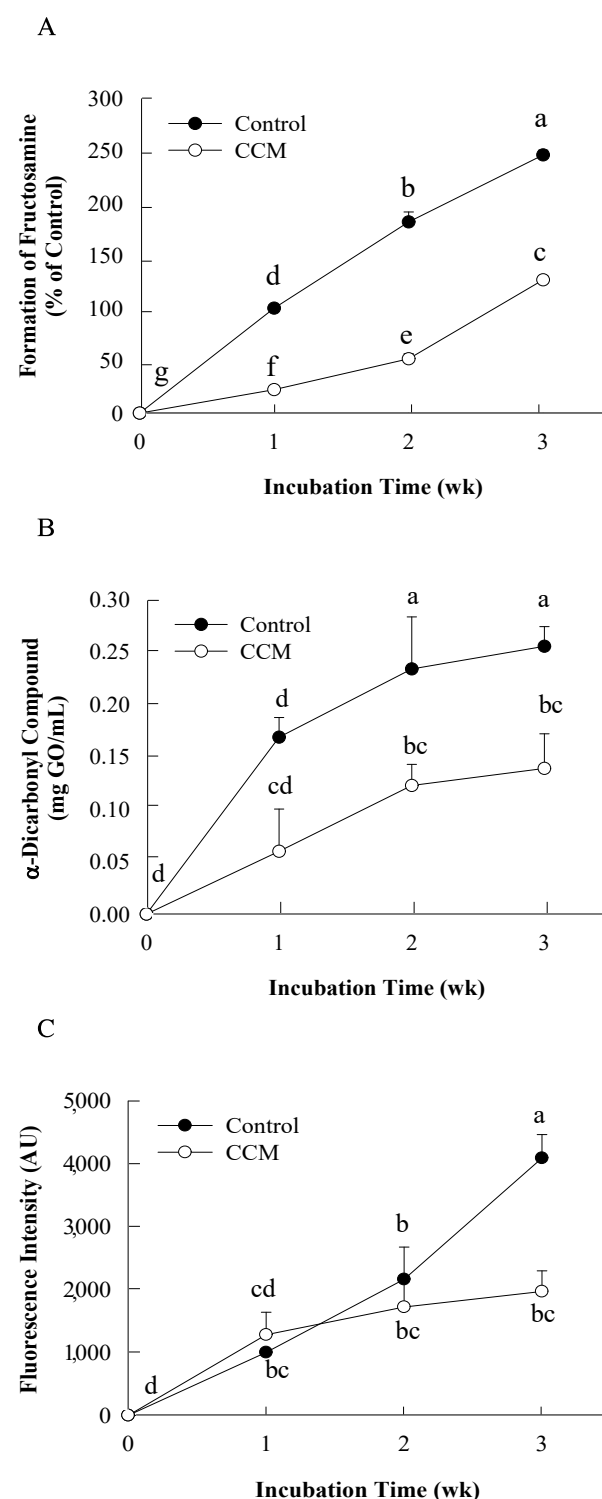 A
300
250
200
150
100
50
0
Formation of Fructosamine
(% of Control)
Control
CCM
a
b
c
d
e
f
g
0 1 2 3
Incubation Time (wk)
B
0.30
0.25
0.20
0.15
0.10
0.05
0.00
α-Dicarbonyl Compound
(mg GO/mL)
Control
CCM
a a
d
bc
bc
cd
d
0 1 2 3
Incubation Time (wk)
C
5,000
4,000
3,000
2,000
1,000
0
Fluorescence Intensity (AU)
Control
CCM
a
b
cd
bc
bc
bc
d
0 1 2 3
Incubation Time (wk)